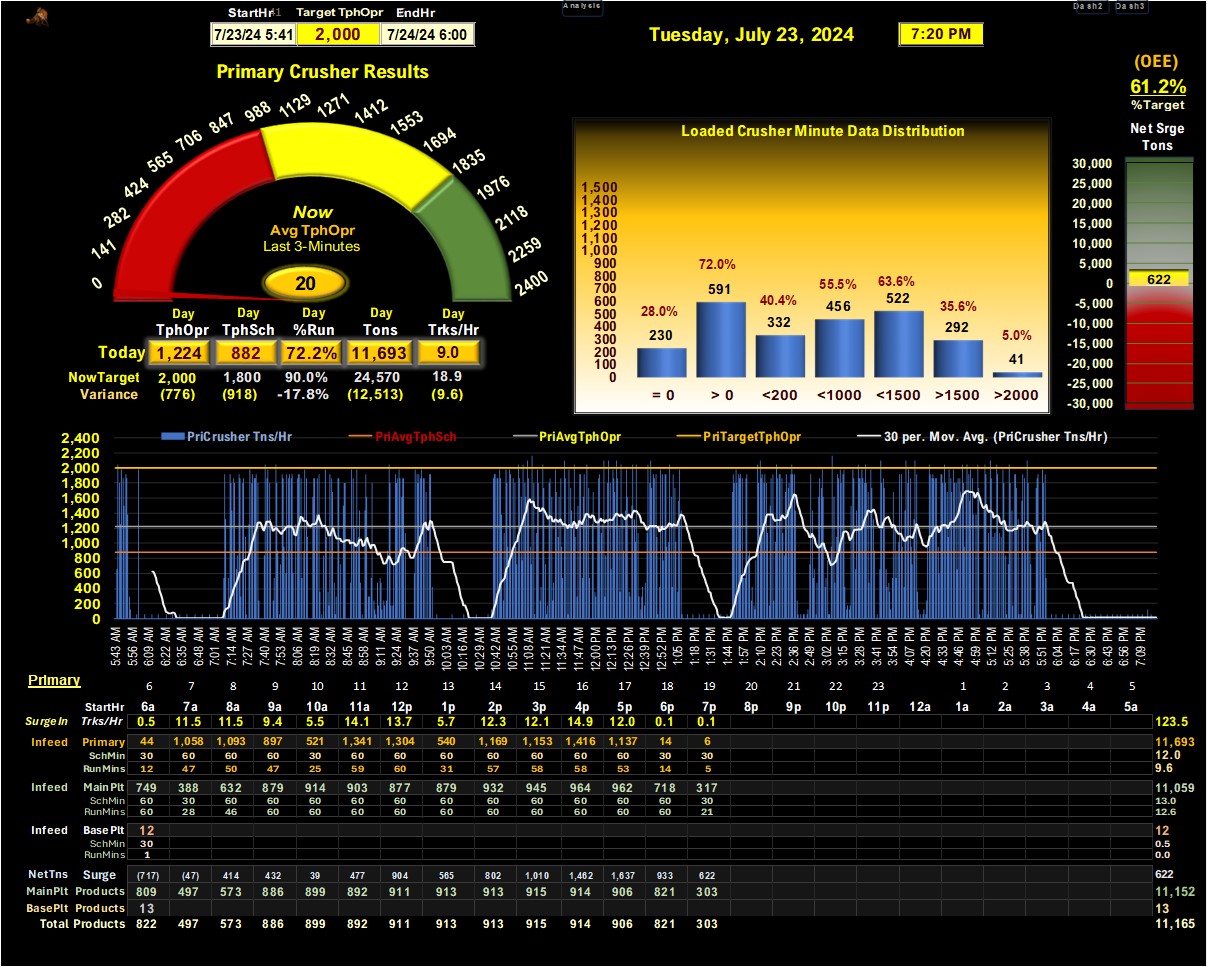 StartHr Target TphOpr EndHr
7/23/24 5:41 2,000 7/24/24 6:00
Analysis
Dash2 Dash3
Tuesday, July 23, 2024 7:20 PM
(OEE)
61.2%
%Target
Primary Crusher Results
0 141 282 424 565 706 847 988 1129 1271 1412 1553 1694 1835 1976 2118 2259 2400
Now
Avg TphOpr
Last 3-Minutes
20
Day Day Day Day Day
TphOpr TphSch %Run Tons Trks/Hr
Today 1,224 882 72.2% 11,693 9.0
NowTarget 2,000 1,800 90.0% 24,570 18.9
Variance (776) (918) -17.8% (12,513) (9.6)
Loaded Crusher Minute Data Distribution
1,500
1,400
1,300
1,200
1,100
1,000
900
800
700
600
500
400
300
200
100
0
28.0% 72.0% 40.4% 55.5% 63.6% 35.6% 5.0%
230 591 332 456 522 292 41
= 0 > 0 <200 <1000 <1500 >1500 >2000
Net Srge
Tons
30,000
25,000
20,000
15,000
10,000
5,000
0
-5,000
-10,000
-15,000
-20,000
-25,000
-30,000
622
PriCrusher Tns/Hr PriAvgTphSch PriAvgTphOpr PriTargetTphOpr 30 per. Mov. Avg. (PriCrusher Tns/Hr)
2,400
2,200
2,000
1,800
1,600
1,400
1,200
1,000
800
600
400
200
0
5:43 AM 5:56 AM 6:09 AM 6:22 AM 6:35 AM 6:48 AM 7:01 AM 7:14 AM 7:27 AM 7:40 AM 7:53 AM 8:06 AM 8:19 AM 8:32 AM 8:45 AM 8:58 AM 9:11 AM 9:24 AM 9:37 AM 9:50 AM 10:03 AM 10:16 AM 10:29 AM 10:42 AM 10:55 AM 11:08 AM 11:21 AM 11:34 AM 11:47 AM 12:00 PM 12:13 PM 12:26 PM 12:39 PM 12:52 PM 1:05 PM 1:18 PM 1:31 PM 1:44 PM 1:57 PM 2:10 PM 2:23 PM 2:36 PM 2:49 PM 3:02 PM 3:15 PM 3:28 PM 3:41 PM 3:54 PM 4:07 PM 4:20 PM 4:33 PM 4:46 PM 4:59 PM 5:12 PM 5:25 PM 5:38 PM 5:51 PM 6:04 PM 6:17 PM 6:30 PM 6:43 PM 6:56 PM 7:09 PM
Primary 6 7 8 9 10 11 12 13 14 15 16 17 18 19 20 21 22 23 1 2 3 4 5
StartHr 6a 7a 8a 9a 10a 11a 12p 1p 2p 3p 4p 5p 6p 7p 8p 9p 10p 11p 12a 1a 2a 3a 4a 5a
SurgeIn Trks/Hr 0.5 11.5 11.5 9.4 5.5 14.1 13.7 5.7 12.3 12.1 14.9 12.0 0.1 0.1 123.5
Infeed Primary 44 1,058 1,093 897 521 1,341 1,304 540 1,169 1,153 1,416 1,137 14 6 11,693
SchMin 30 60 60 60 30 60 60 60 60 60 60 60 30 30 12.0
RunMins 12 47 50 47 25 59 60 31 57 58 58 53 14 5 9.6
Infeed MainPlt 749 388 632 879 914 903 877 879 932 945 964 962 718 317 11,059
SchMin 60 30 60 60 60 60 60 60 60 60 60 60 60 30 13.0
RunMins 60 28 46 60 60 60 60 60 60 60 60 60 60 21 12.6
Infeed BasePlt 12 12
SchMin 30 0.5
RunMins 1 0.0
NetTns Surge (717) (47) 414 432 39 477 904 565 802 1,010 1,462 1,637 933 622 622
MainPlt Products 809 497 573 886 899 892 911 913 913 915 914 906 821 303 11,152
BasePlt Products 13 13
Total Products 822 497 573 886 899 892 911 913 913 915 914 906 821 303 11,165